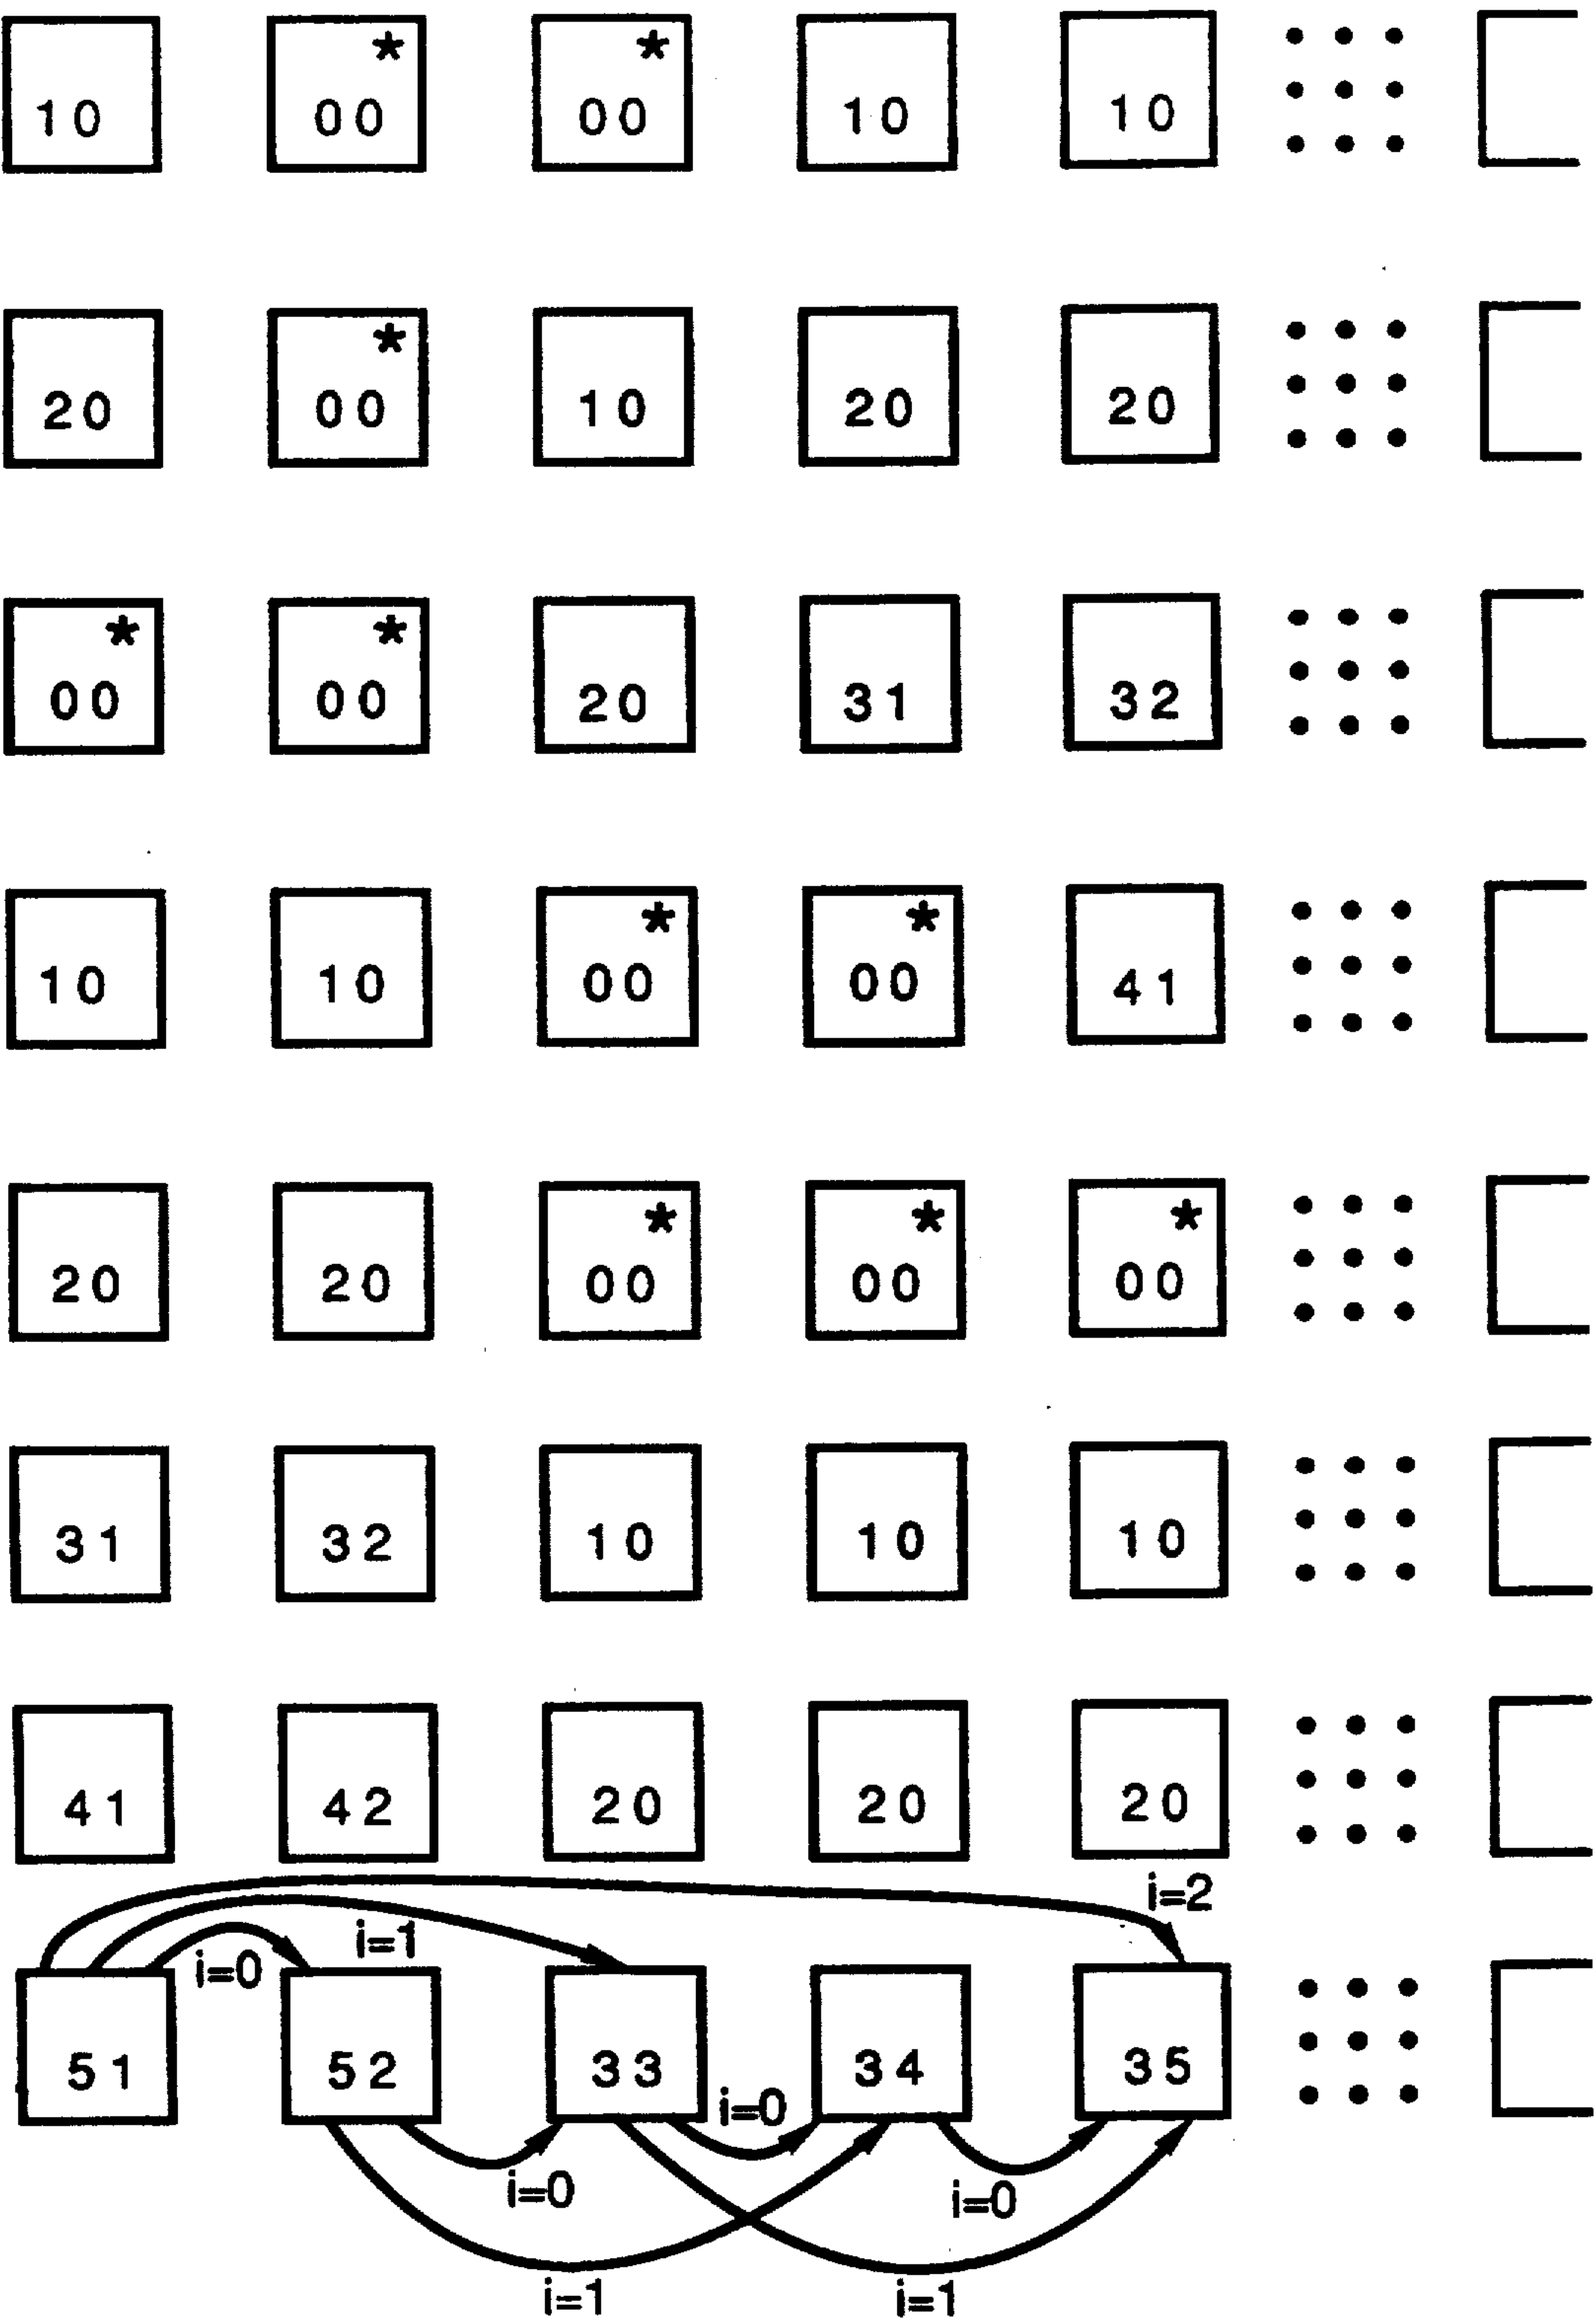 10 00* 00* 10 10
20 00* 10 20 20
00* 00* 20 31 32
10 10 00* 00* 41
20 20 00* 00* 00*
31 32 10 10 10
41 42 20 20 20
i=2
i=1
i=0
51 52 33 34 35
i=0
i=0 i=0
i=1 i=1